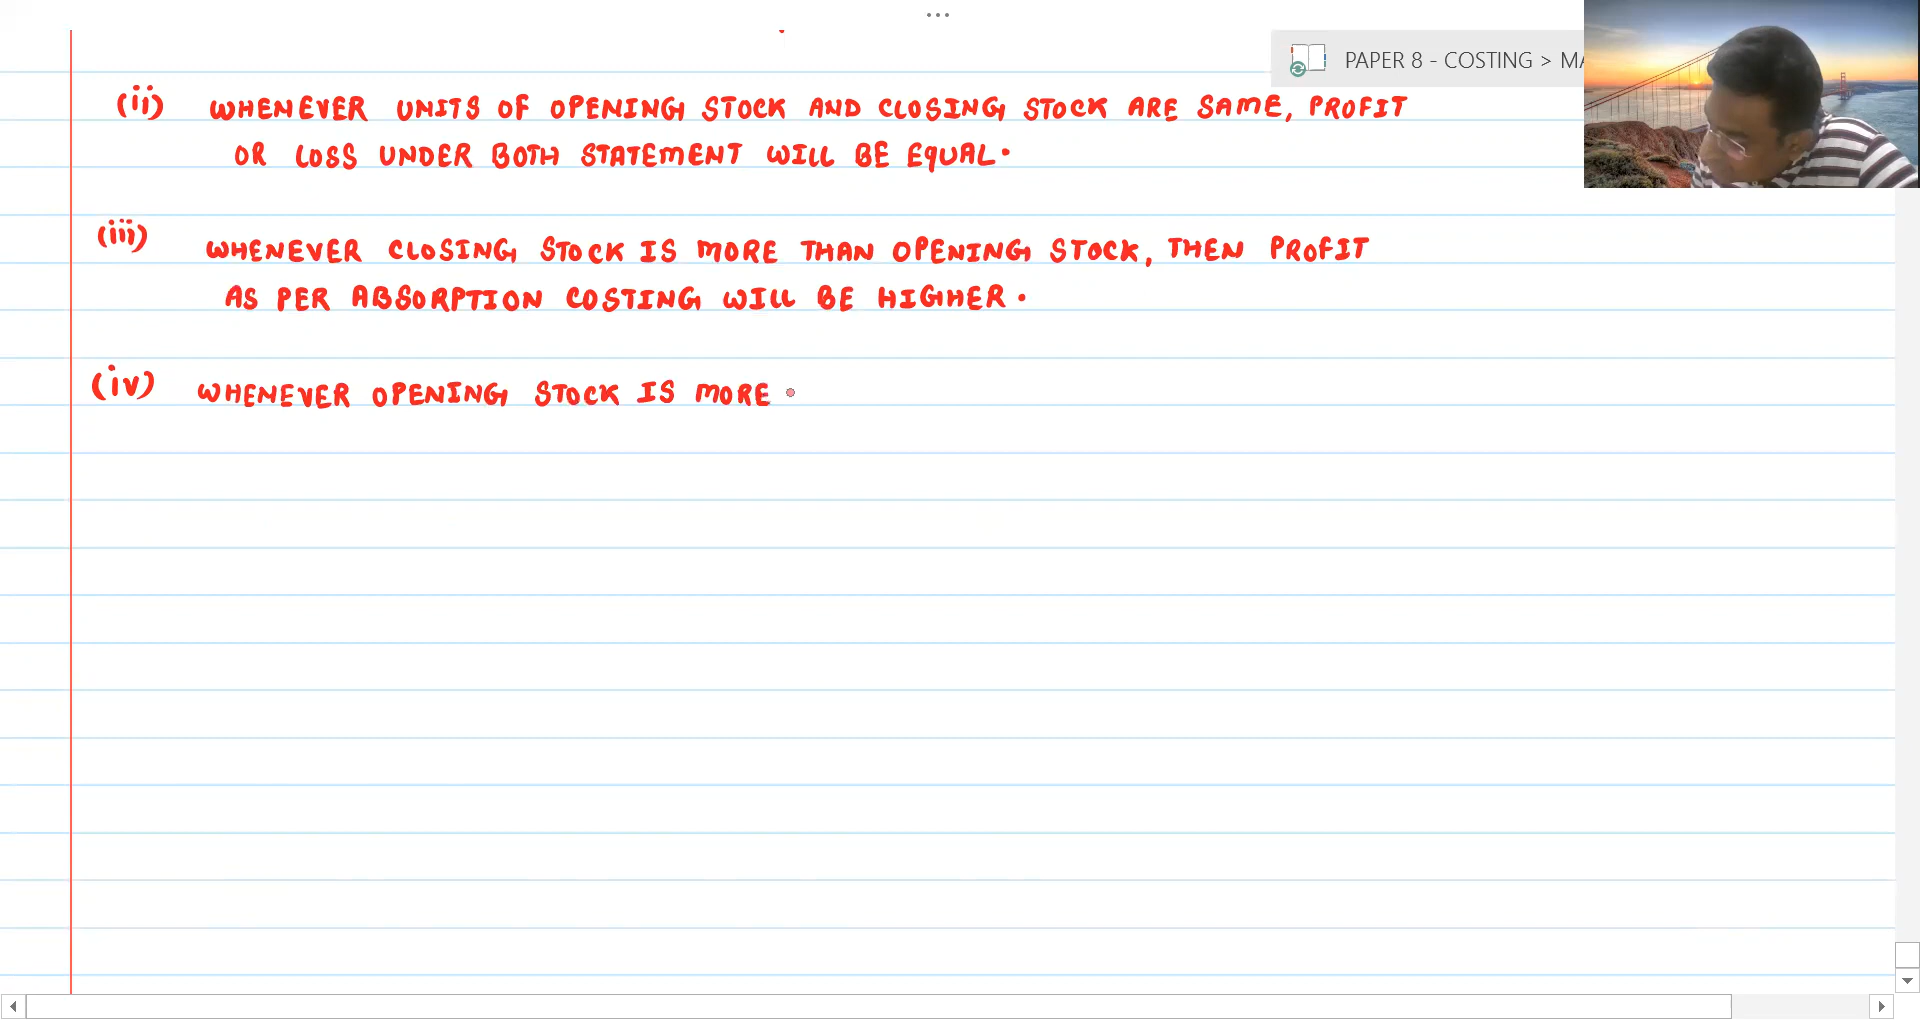 ...
PAPER 8 - COSTING > MA
(ii) WHENEVER UNITS OF OPENING STOCK AND CLOSING STOCK ARE SAME, PROFIT
OR LOSS UNDER BOTH STATEMENT WILL BE EQUAL.
(iii) WHENEVER CLOSING STOCK IS MORE THAN OPENING STOCK, THEN PROFIT
AS PER ABSORPTION COSTING WILL BE HIGHER.
(iv) WHENEVER OPENING STOCK IS MORE